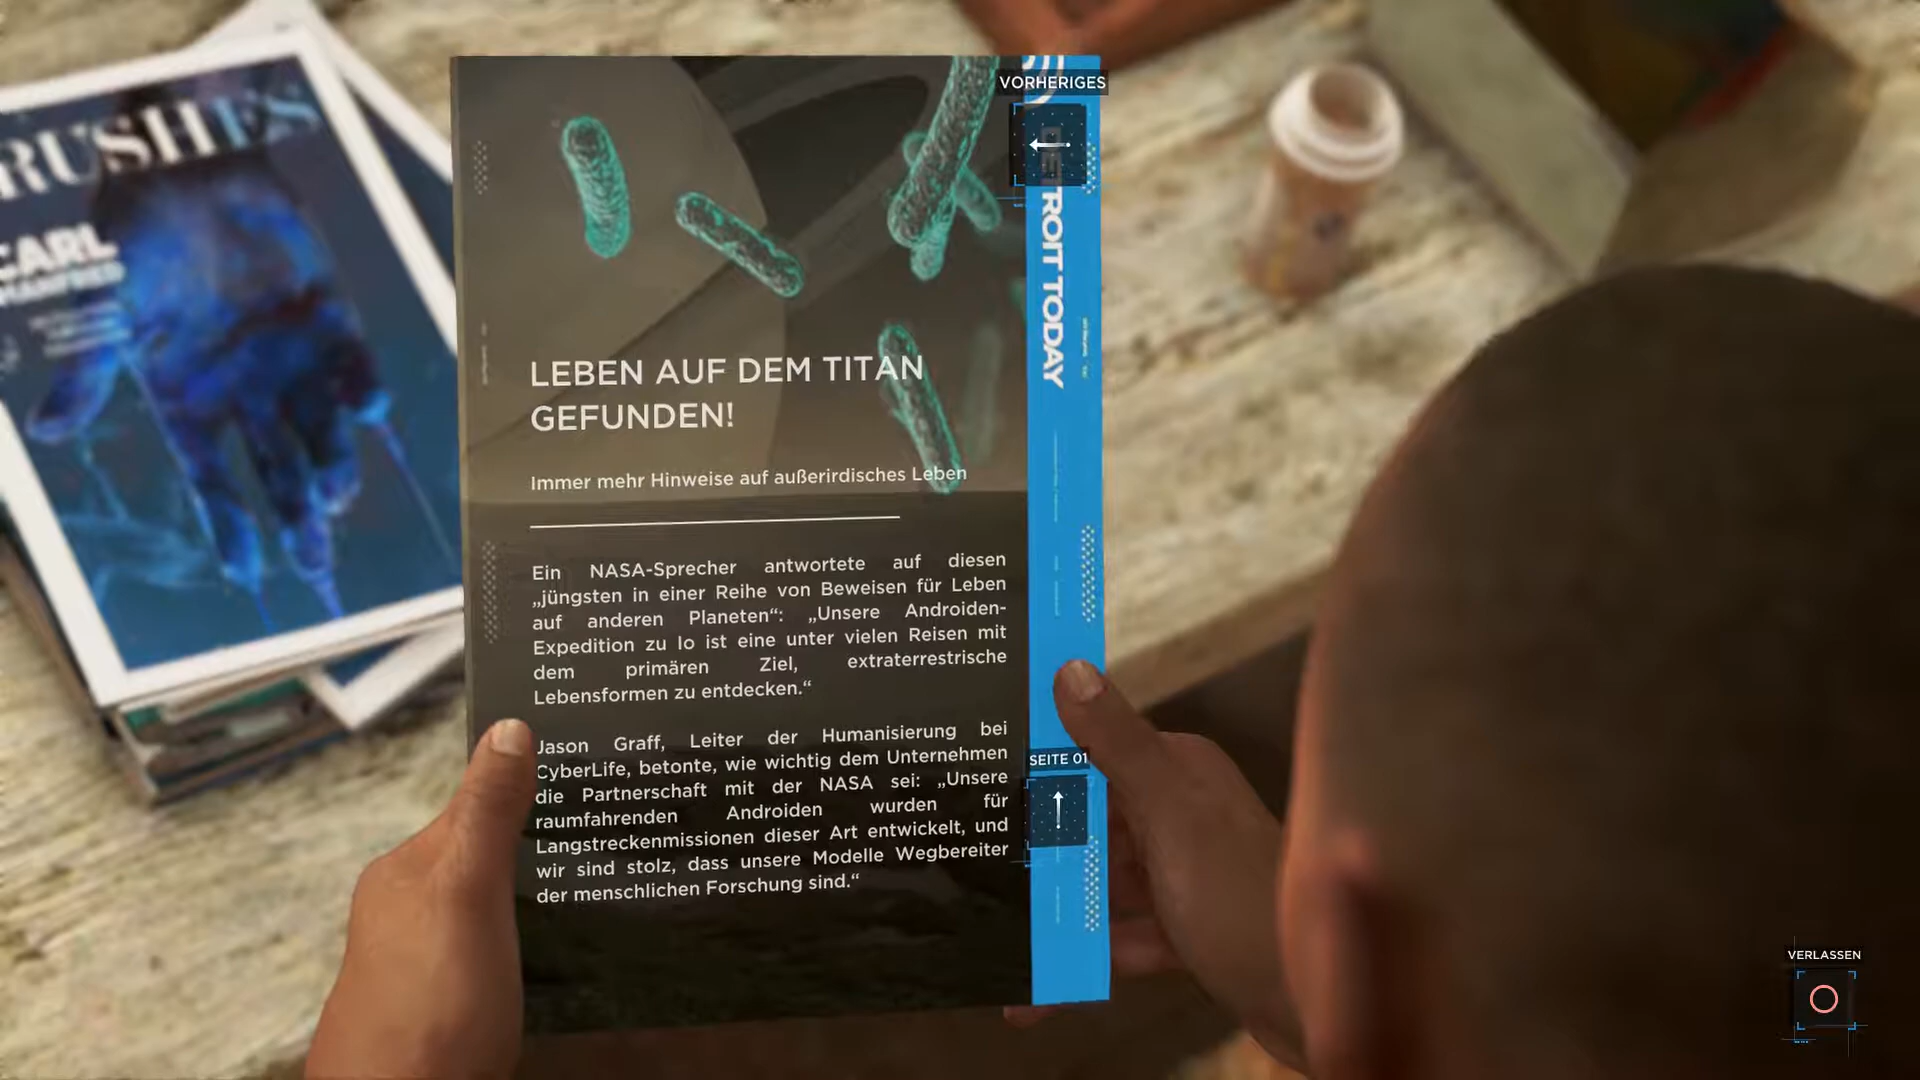 RUSHES
CARL
MANFRED
VORHERIGES
TROIT TODAY
LEBEN AUF DEM TITAN
GEFUNDEN!
Immer mehr Hinweise auf außerirdisches Leben
Ein NASA-Sprecher antwortete auf diesen
„jüngsten in einer Reihe von Beweisen für Leben
auf anderen Planeten“: „Unsere Androiden-
Expedition zu Io ist eine unter vielen Reisen mit
dem primären Ziel, extraterrestrische
Lebensformen zu entdecken.“
Jason Graff, Leiter der Humanisierung bei
CyberLife, betonte, wie wichtig dem Unternehmen
die Partnerschaft mit der NASA sei: „Unsere
raumfahrenden Androiden wurden für
Langstreckenmissionen dieser Art entwickelt, und
wir sind stolz, dass unsere Modelle Wegbereiter
der menschlichen Forschung sind.“
SEITE 01
VERLASSEN